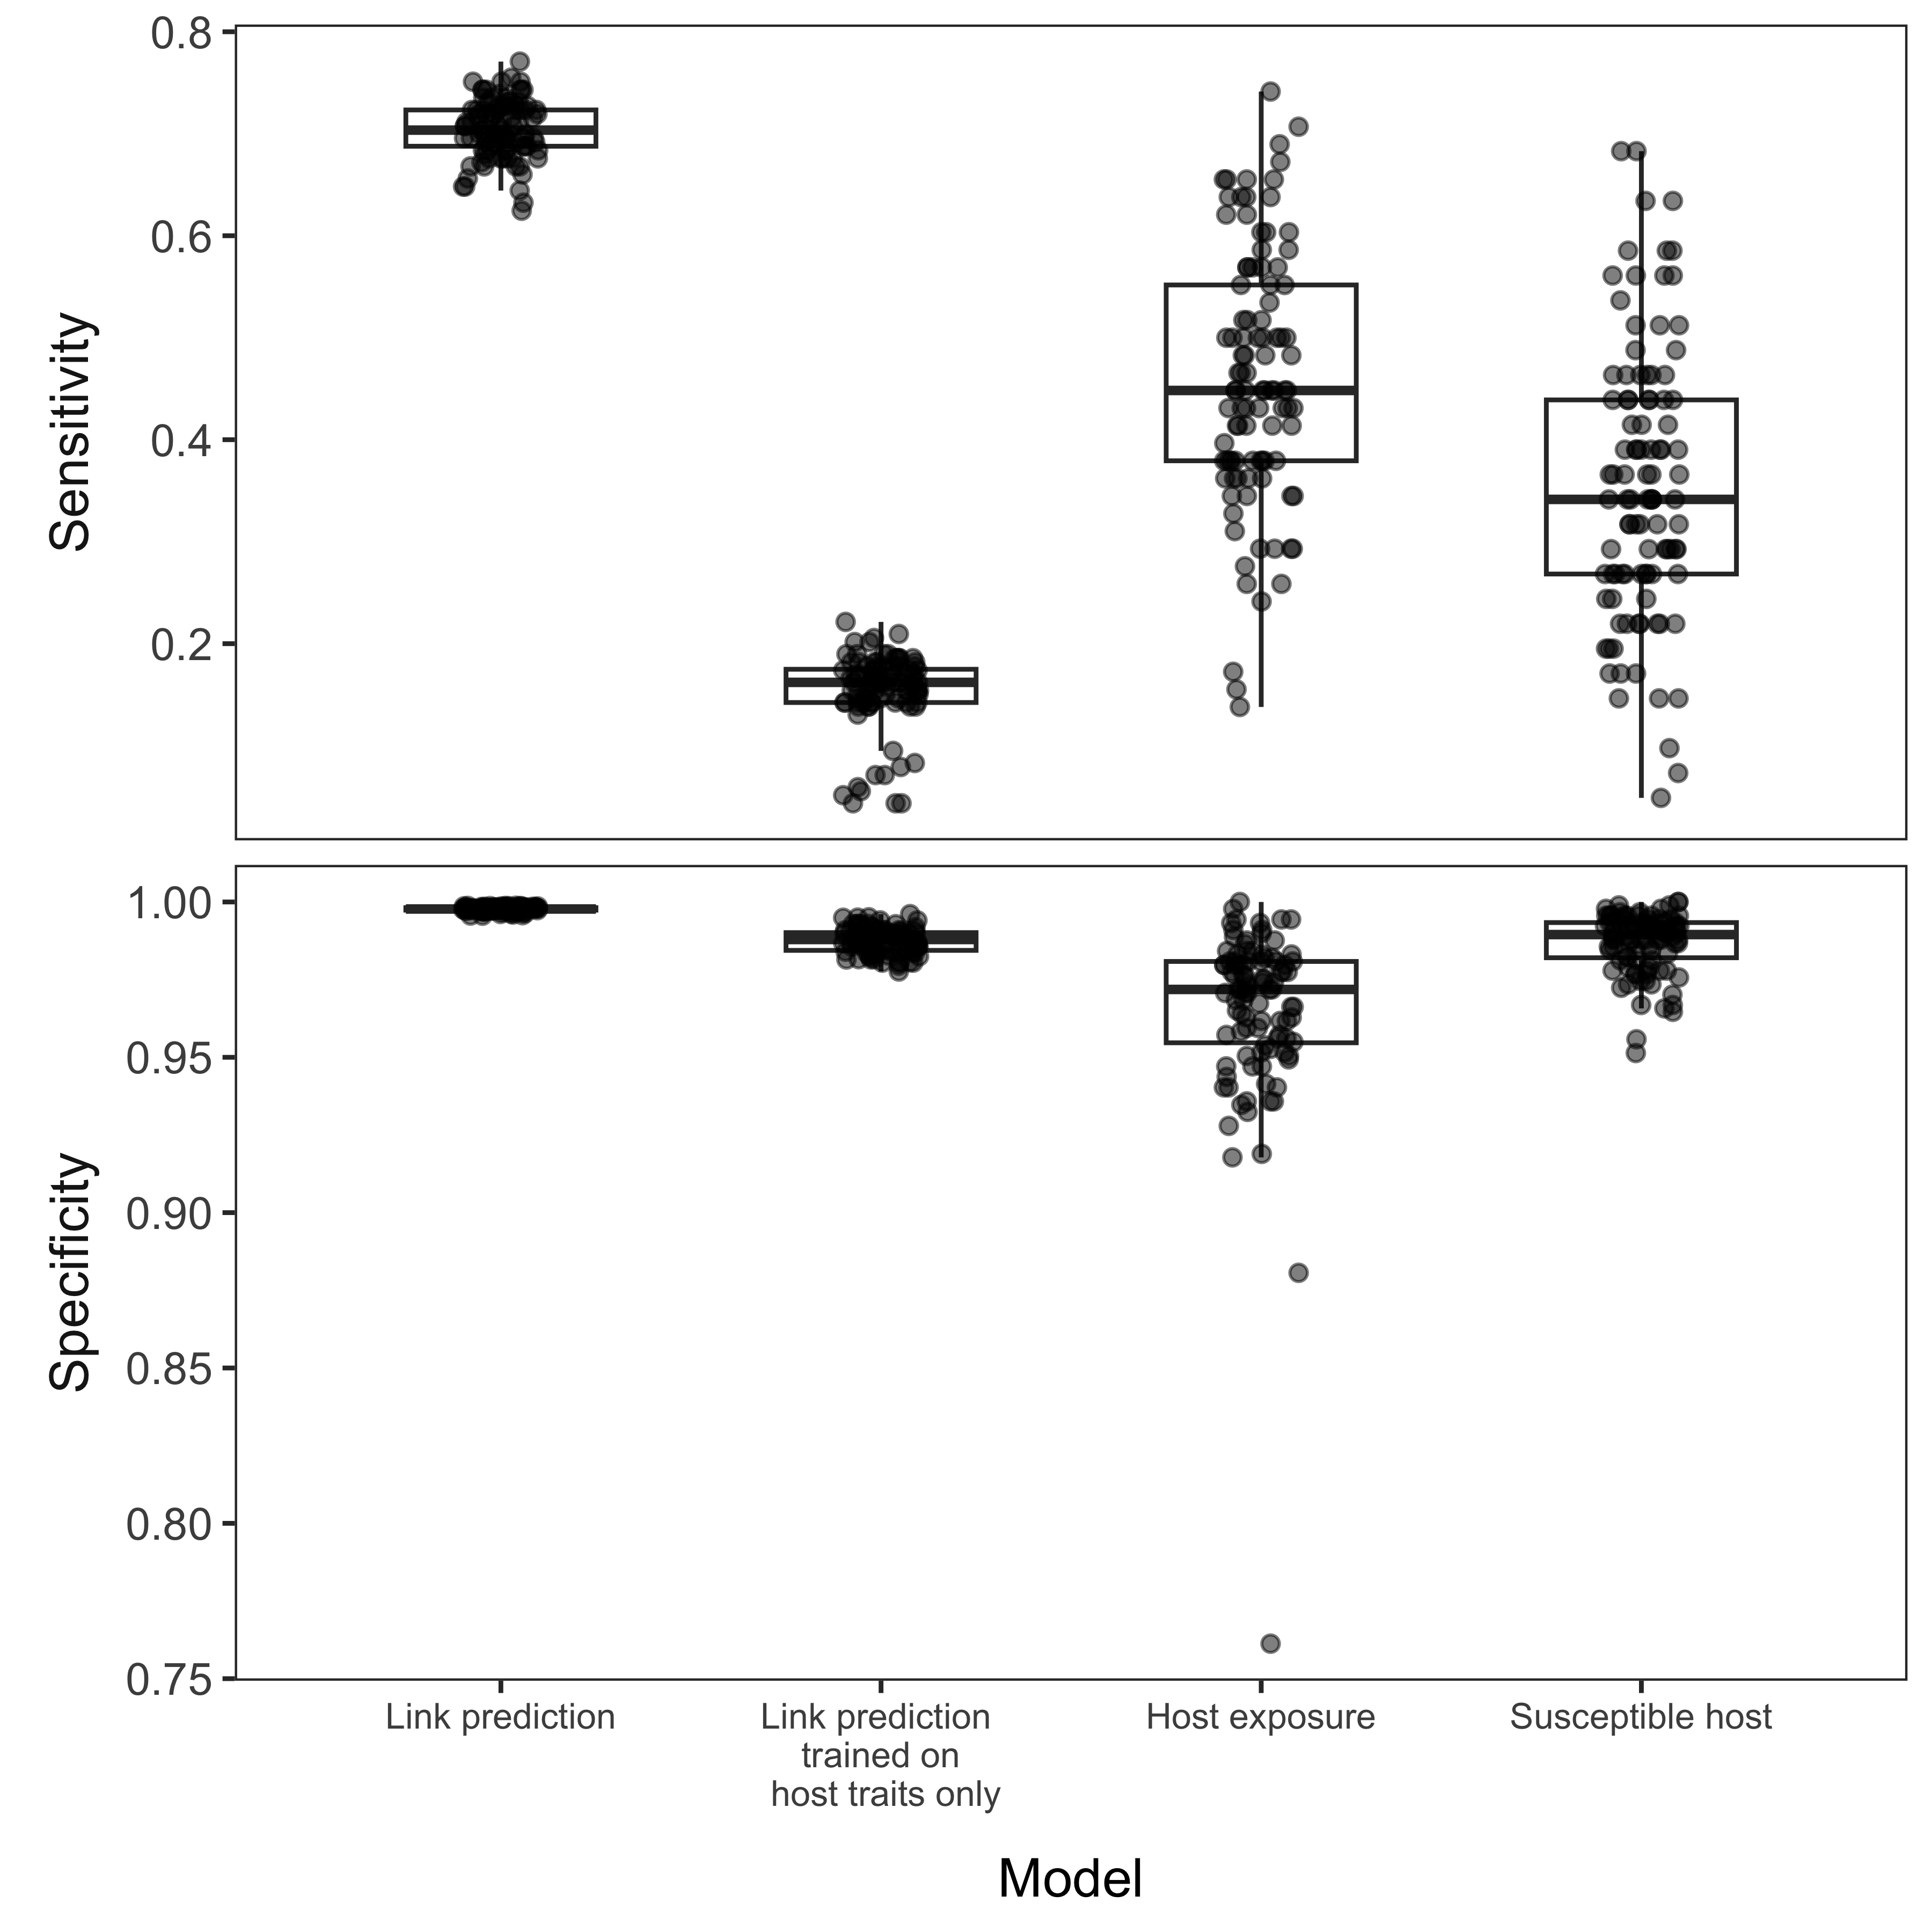 0.8
0.6
0.4
0.2
Sensitivity
1.00
0.95
0.90
0.85
0.80
0.75
Specificity
Link prediction
Link prediction
trained on
host traits only
Host exposure
Susceptible host
Model